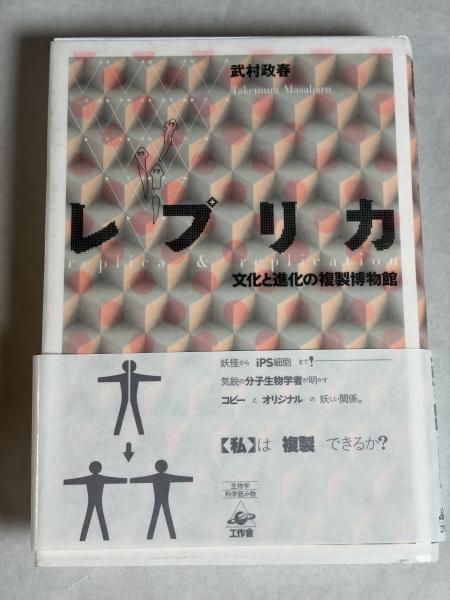 武村政春
Takemura Masaharu
レプリカ
replica & replication
文化と進化の複製博物館
妖怪から iPS細胞 まで!
気鋭の分子生物学者が明かす
コピー と オリジナル の 妖しい関係。
【私】は 複製 できるか?
生物学
科学読み物
工作舎